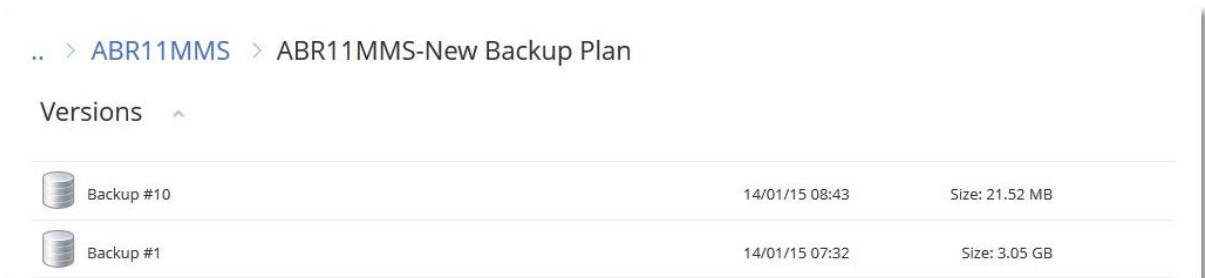 .. > ABR11MMS > ABR11MMS-New Backup Plan
Versions
Backup #10 14/01/15 08:43 Size: 21.52 MB
Backup #1 14/01/15 07:32 Size: 3.05 GB